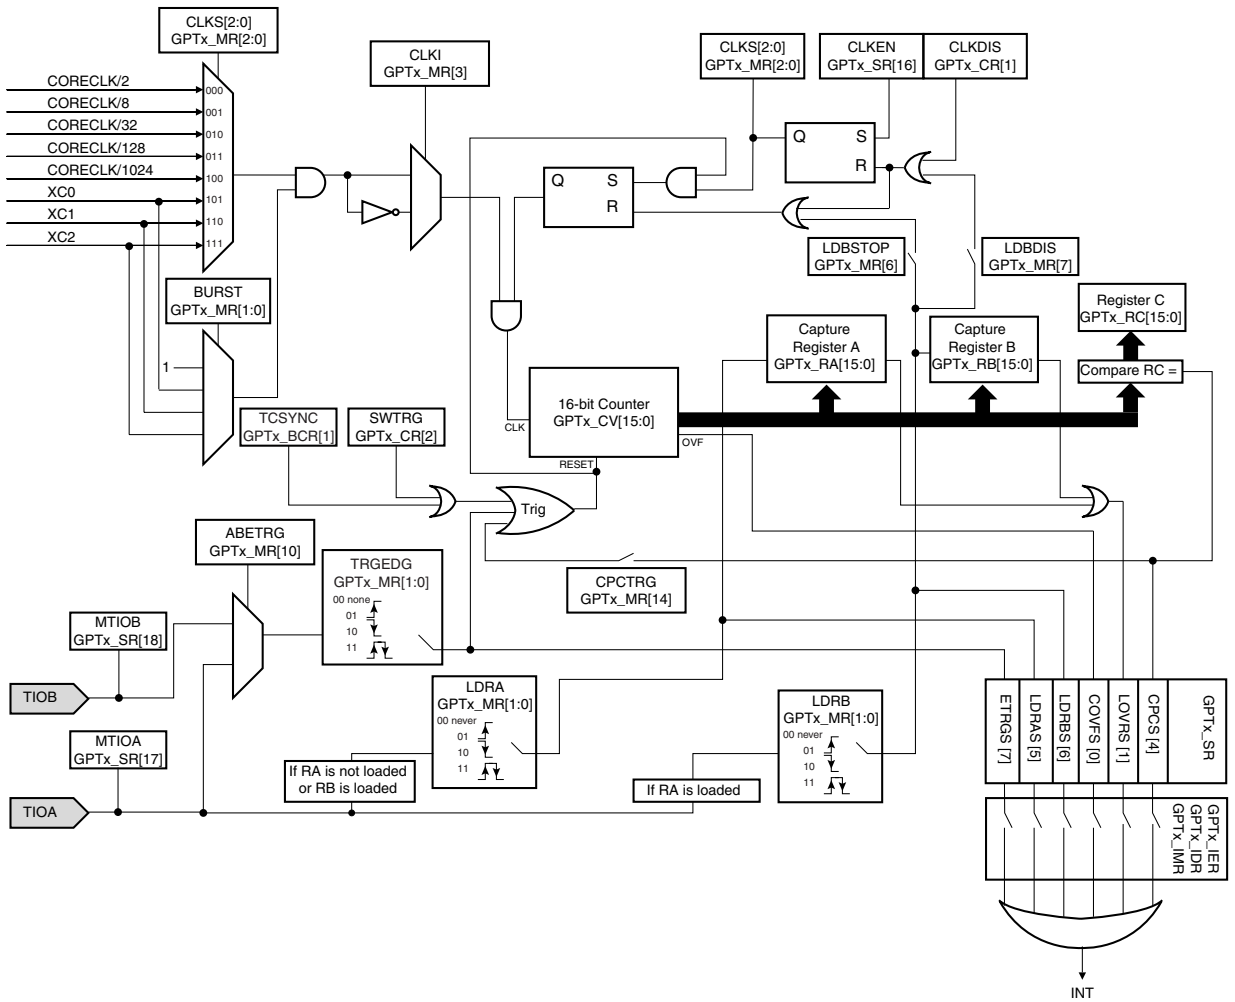 CLKS[2:0]
GPTx_MR[2:0]
CLKI
GPTx_MR[3]
CLKS[2:0]
GPTx_MR[2:0]
CLKEN
GPTx_SR[16]
CLKDIS
GPTx_CR[1]
CORECLK/2
000
CORECLK/8
001
CORECLK/32
010
CORECLK/128
011
CORECLK/1024
100
XC0
101
XC1
110
XC2
111
Q
S
R
Q
S
R
LDBSTOP
GPTx_MR[6]
LDBDIS
GPTx_MR[7]
BURST
GPTx_MR[1:0]
1
Register C
GPTx_RC[15:0]
Capture
Register A
GPTx_RA[15:0]
Capture
Register B
GPTx_RB[15:0]
Compare RC =
16-bit Counter
GPTx_CV[15:0]
CLK
OVF
RESET
TCSYNC
GPTx_BCR[1]
SWTRG
GPTx_CR[2]
Trig
ABETRG
GPTx_MR[10]
TRGEDG
GPTx_MR[1:0]
00 none
01
10
11
CPCTRG
GPTx_MR[14]
MTIOB
GPTx_SR[18]
TIOB
MTIOA
GPTx_SR[17]
TIOA
LDRA
GPTx_MR[1:0]
00 never
01
10
11
If RA is not loaded
or RB is loaded
LDRB
GPTx_MR[1:0]
00 never
01
10
11
If RA is loaded
ETRGS [7]
LDRAS [5]
LDRBS [6]
COVFS [0]
LOVRS [1]
CPCS [4]
GPTx_SR
GPTx_IER
GPTx_IDR
GPTx_IMR
INT